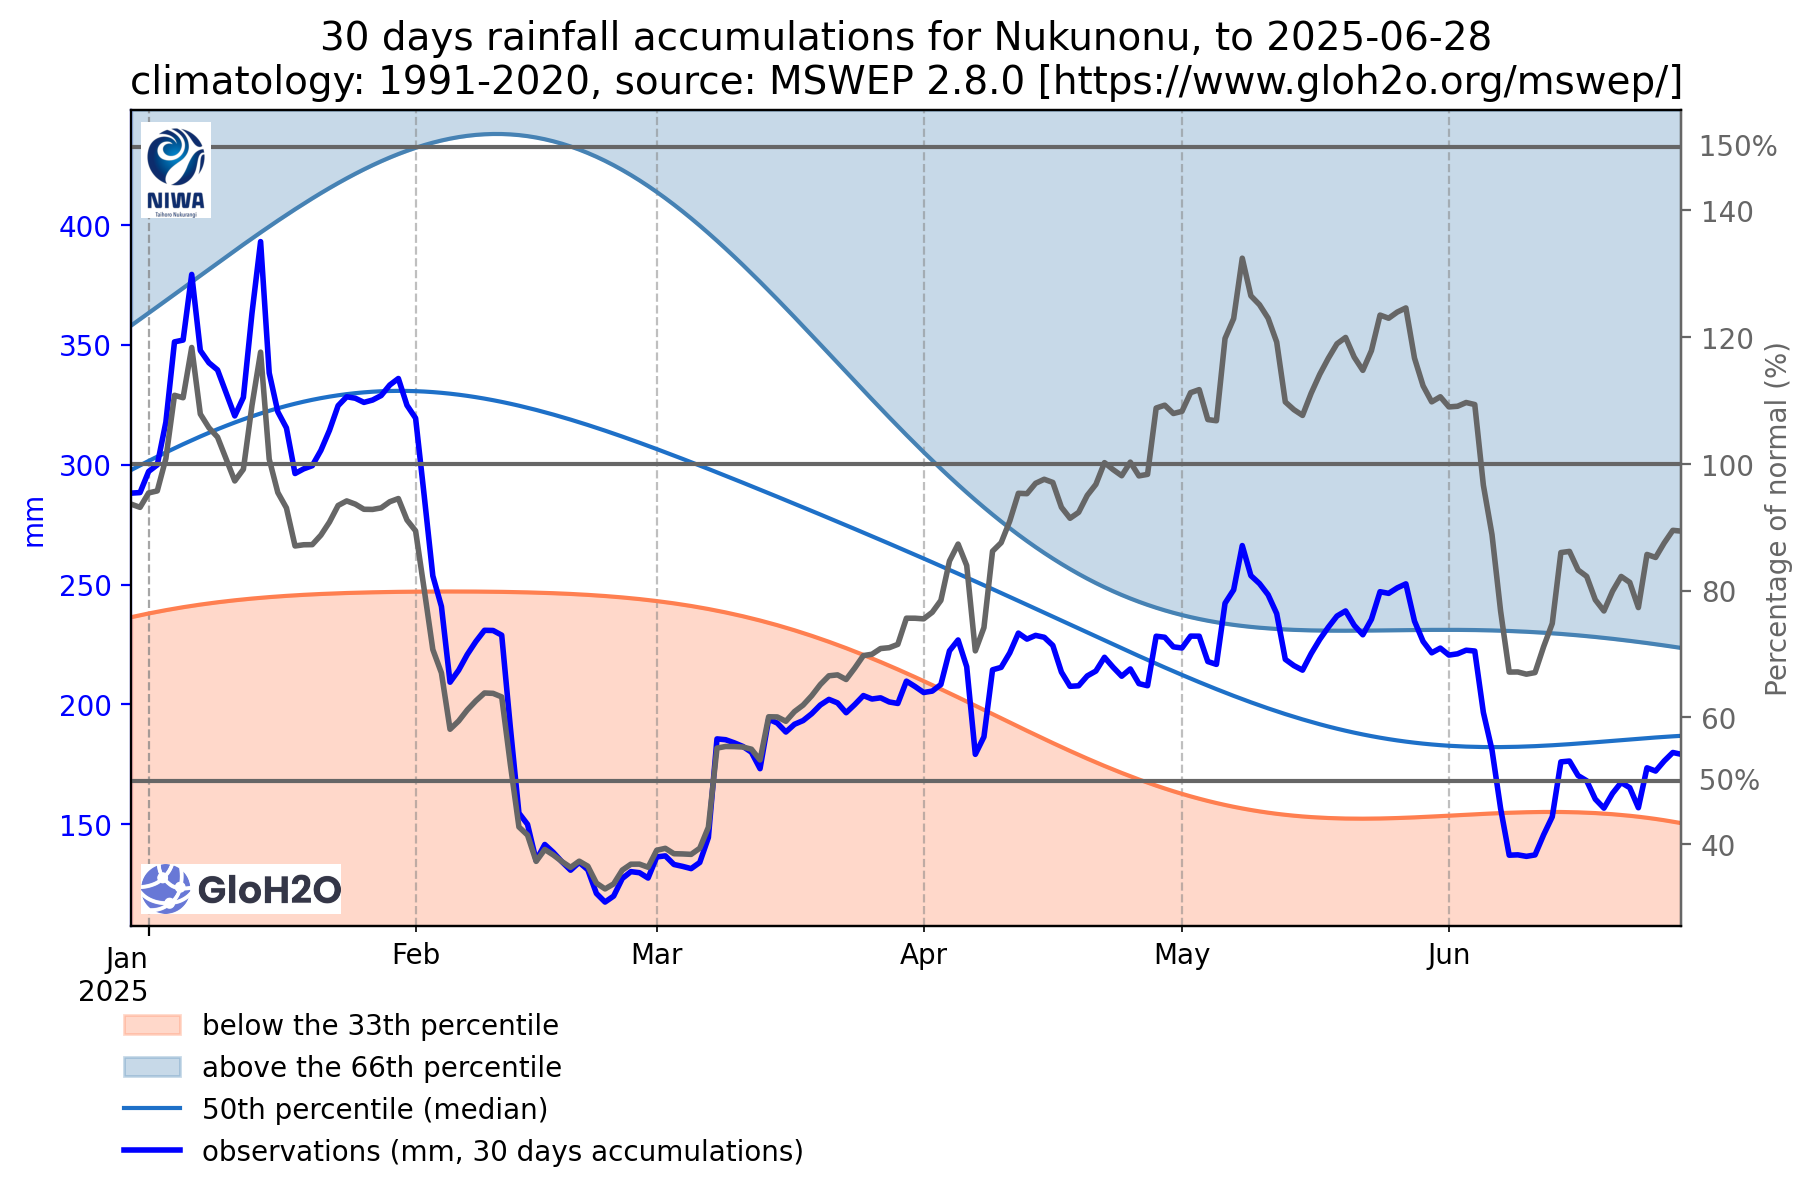 30 days rainfall accumulations for Nukunonu, to 2025-06-28
climatology: 1991-2020, source: MSWEP 2.8.0 [https://www.gloh2o.org/mswep/]
NIWA
Taihoro Nukurangi
400
350
300
250
200
150
mm
150%
140
120
100
80
60
50%
40
Percentage of normal (%)
GloH2O
Jan
2025
Feb
Mar
Apr
May
Jun
below the 33th percentile
above the 66th percentile
50th percentile (median)
observations (mm, 30 days accumulations)